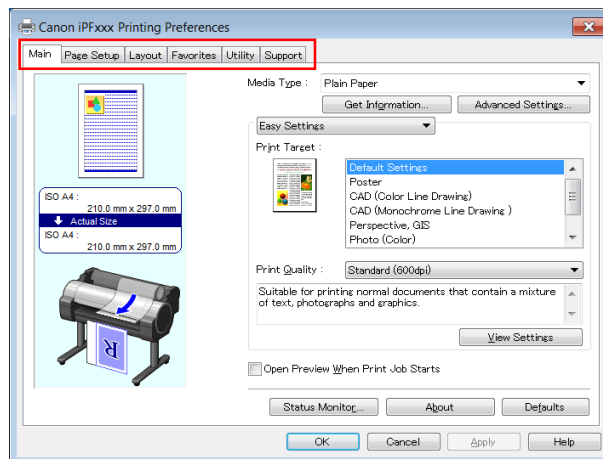 Canon iPFxxx Printing Preferences
Main Page Setup Layout Favorites Utility Support
Media Type : Plain Paper
Get Information... Advanced Settings...
Easy Settings
Print Target :
Default Settings
Poster
CAD (Color Line Drawing)
CAD (Monochrome Line Drawing )
Perspective, GIS
Photo (Color)
ISO A4 :
210.0 mm x 297.0 mm
Actual Size
ISO A4 :
210.0 mm x 297.0 mm
Print Quality : Standard (600dpi)
Suitable for printing normal documents that contain a mixture
of text, photographs and graphics.
View Settings
R
Open Preview When Print Job Starts
Status Monitor... About Defaults
OK Cancel Apply Help